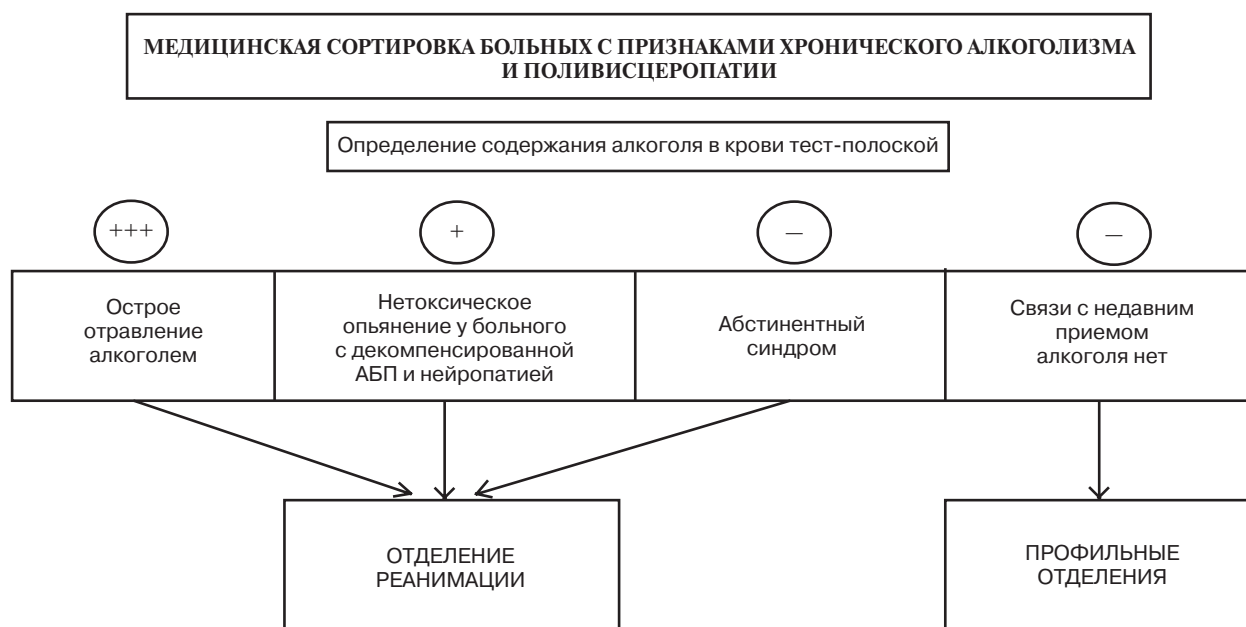 МЕДИЦИНСКАЯ СОРТИРОВКА БОЛЬНЫХ С ПРИЗНАКАМИ ХРОНИЧЕСКОГО АЛКОГОЛИЗМА
И ПОЛИВИСЦЕРОПАТИИ
Определение содержания алкоголя в крови тест-полоской
+++
+
—
—
Острое
отравление
алкоголем
Нетоксическое
опьянение у больного
с декомпенсированной
АБП и нейропатией
Абстинентный
синдром
Связи с недавним
приемом
алкоголя нет
ОТДЕЛЕНИЕ
РЕАНИМАЦИИ
ПРОФИЛЬНЫЕ
ОТДЕЛЕНИЯ